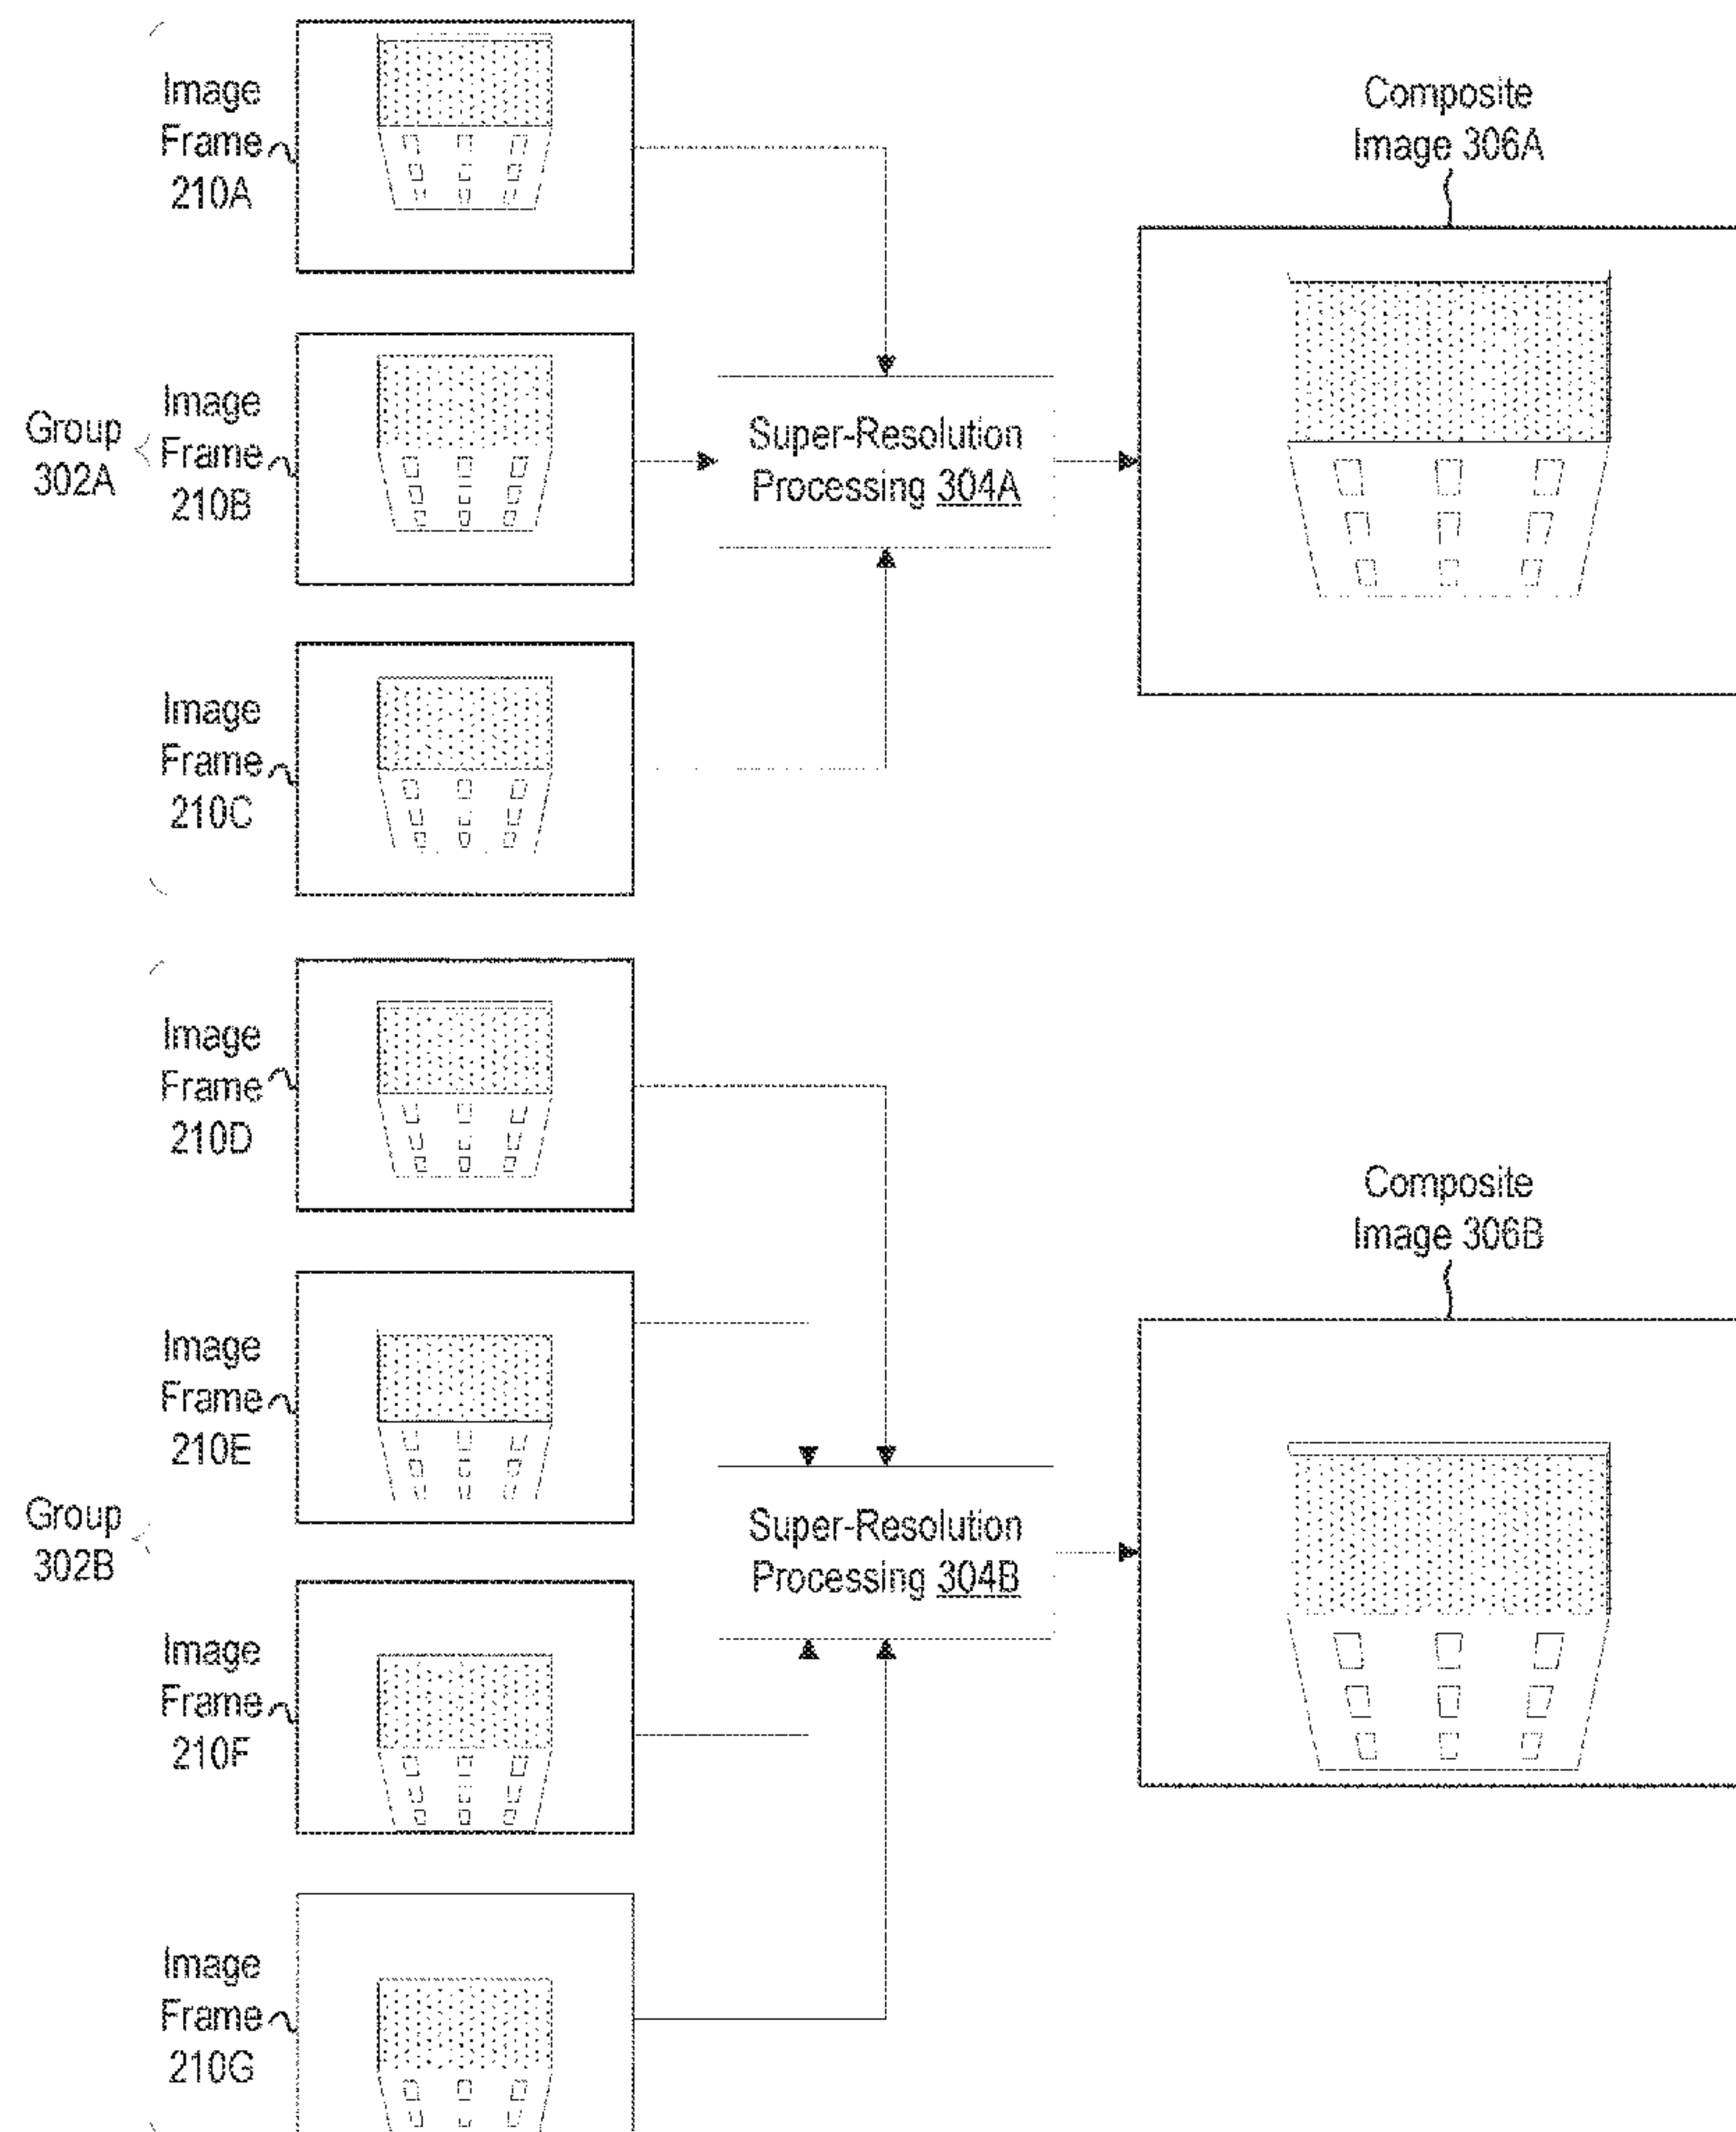 Image
Frame
210A
Composite
Image 306A
Group
302A
Image
Frame
210B
Super-Resolution
Processing 304A
Image
Frame
210C
Image
Frame
210D
Composite
Image 306B
Image
Frame
210E
Group
302B
Super-Resolution
Processing 304B
Image
Frame
210F
Image
Frame
210G